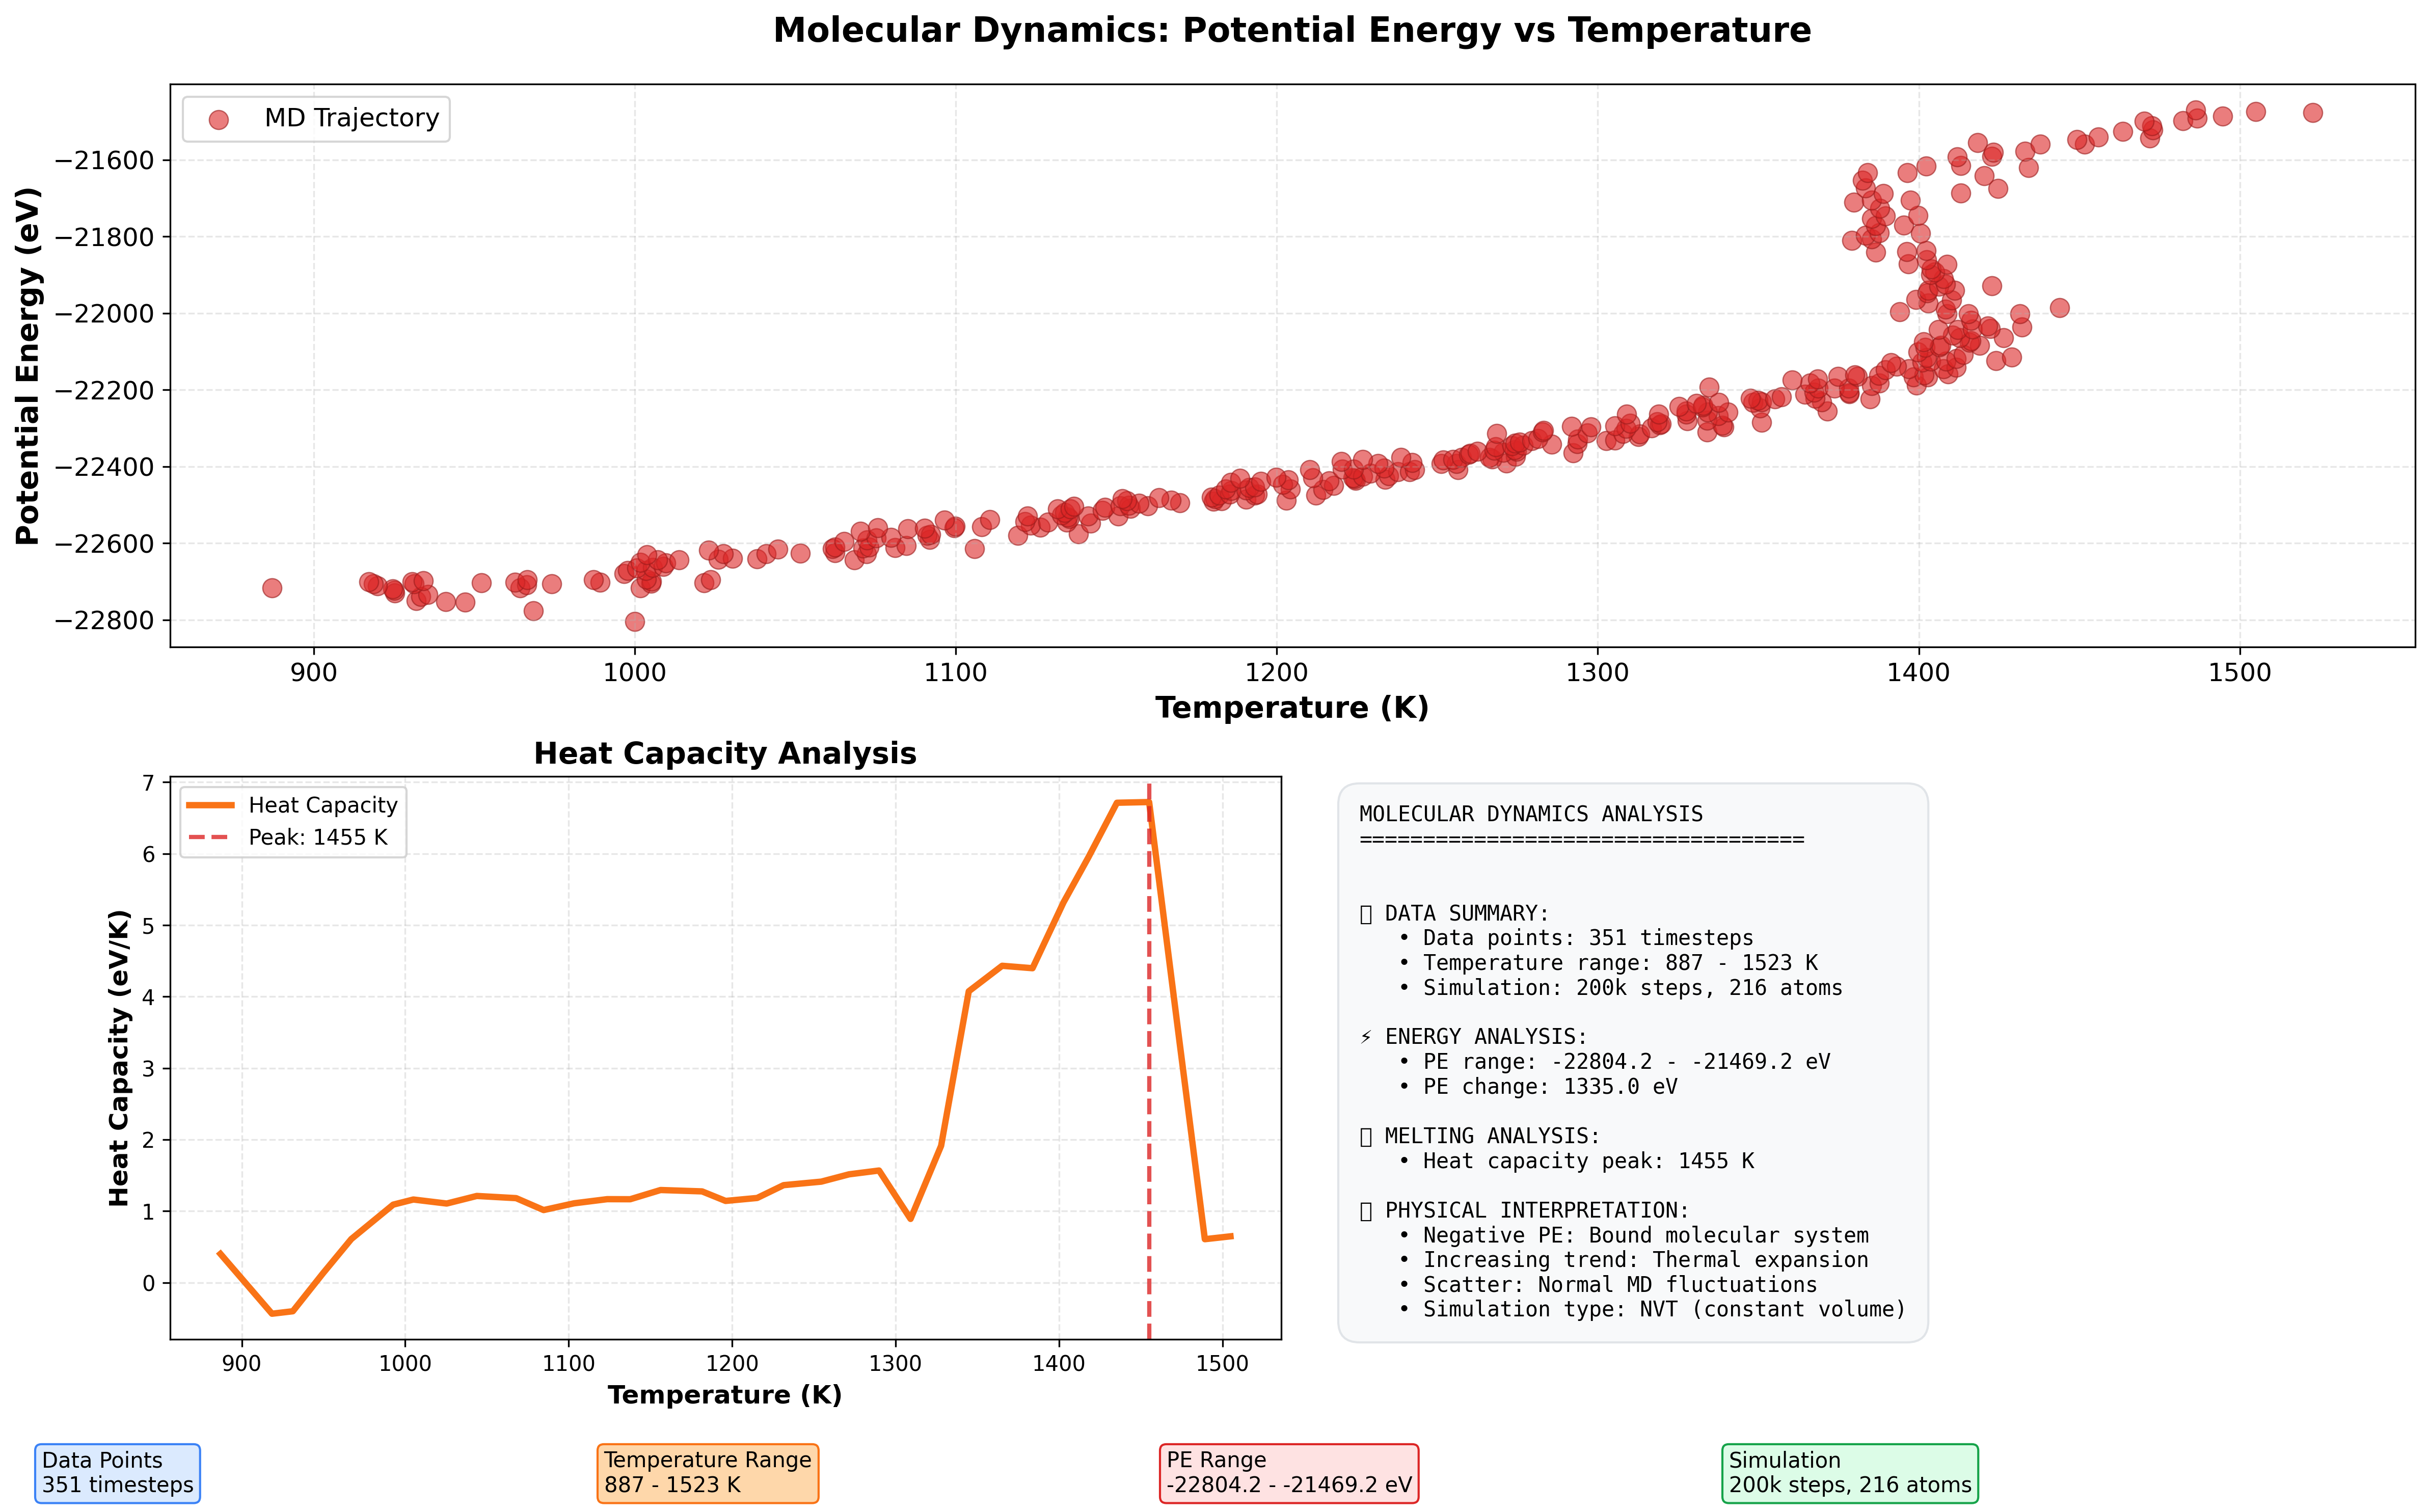 Molecular Dynamics: Potential Energy vs Temperature
MD Trajectory
Potential Energy (eV)
−21600
−21800
−22000
−22200
−22400
−22600
−22800
900
1000
1100
1200
1300
1400
1500
Temperature (K)
Heat Capacity Analysis
Heat Capacity
Peak: 1455 K
Heat Capacity (eV/K)
7
6
5
4
3
2
1
0
900
1000
1100
1200
1300
1400
1500
Temperature (K)
MOLECULAR DYNAMICS ANALYSIS
===================================
▯ DATA SUMMARY:
• Data points: 351 timesteps
• Temperature range: 887 - 1523 K
• Simulation: 200k steps, 216 atoms
⚡ ENERGY ANALYSIS:
• PE range: -22804.2 - -21469.2 eV
• PE change: 1335.0 eV
▯ MELTING ANALYSIS:
• Heat capacity peak: 1455 K
▯ PHYSICAL INTERPRETATION:
• Negative PE: Bound molecular system
• Increasing trend: Thermal expansion
• Scatter: Normal MD fluctuations
• Simulation type: NVT (constant volume)
Data Points
351 timesteps
Temperature Range
887 - 1523 K
PE Range
-22804.2 - -21469.2 eV
Simulation
200k steps, 216 atoms